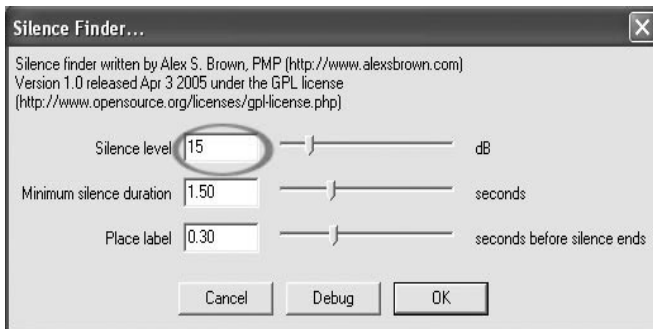 Silence Finder...
Silence finder written by Alex S. Brown, PMP (http://www.alexsbrown.com)
Version 1.0 released Apr 3 2005 under the GPL license
(http://www.opensource.org/licenses/gpl-license.php)
Silence level 15 dB
Minimum silence duration 1.50 seconds
Place label 0.30 seconds before silence ends
Cancel Debug OK